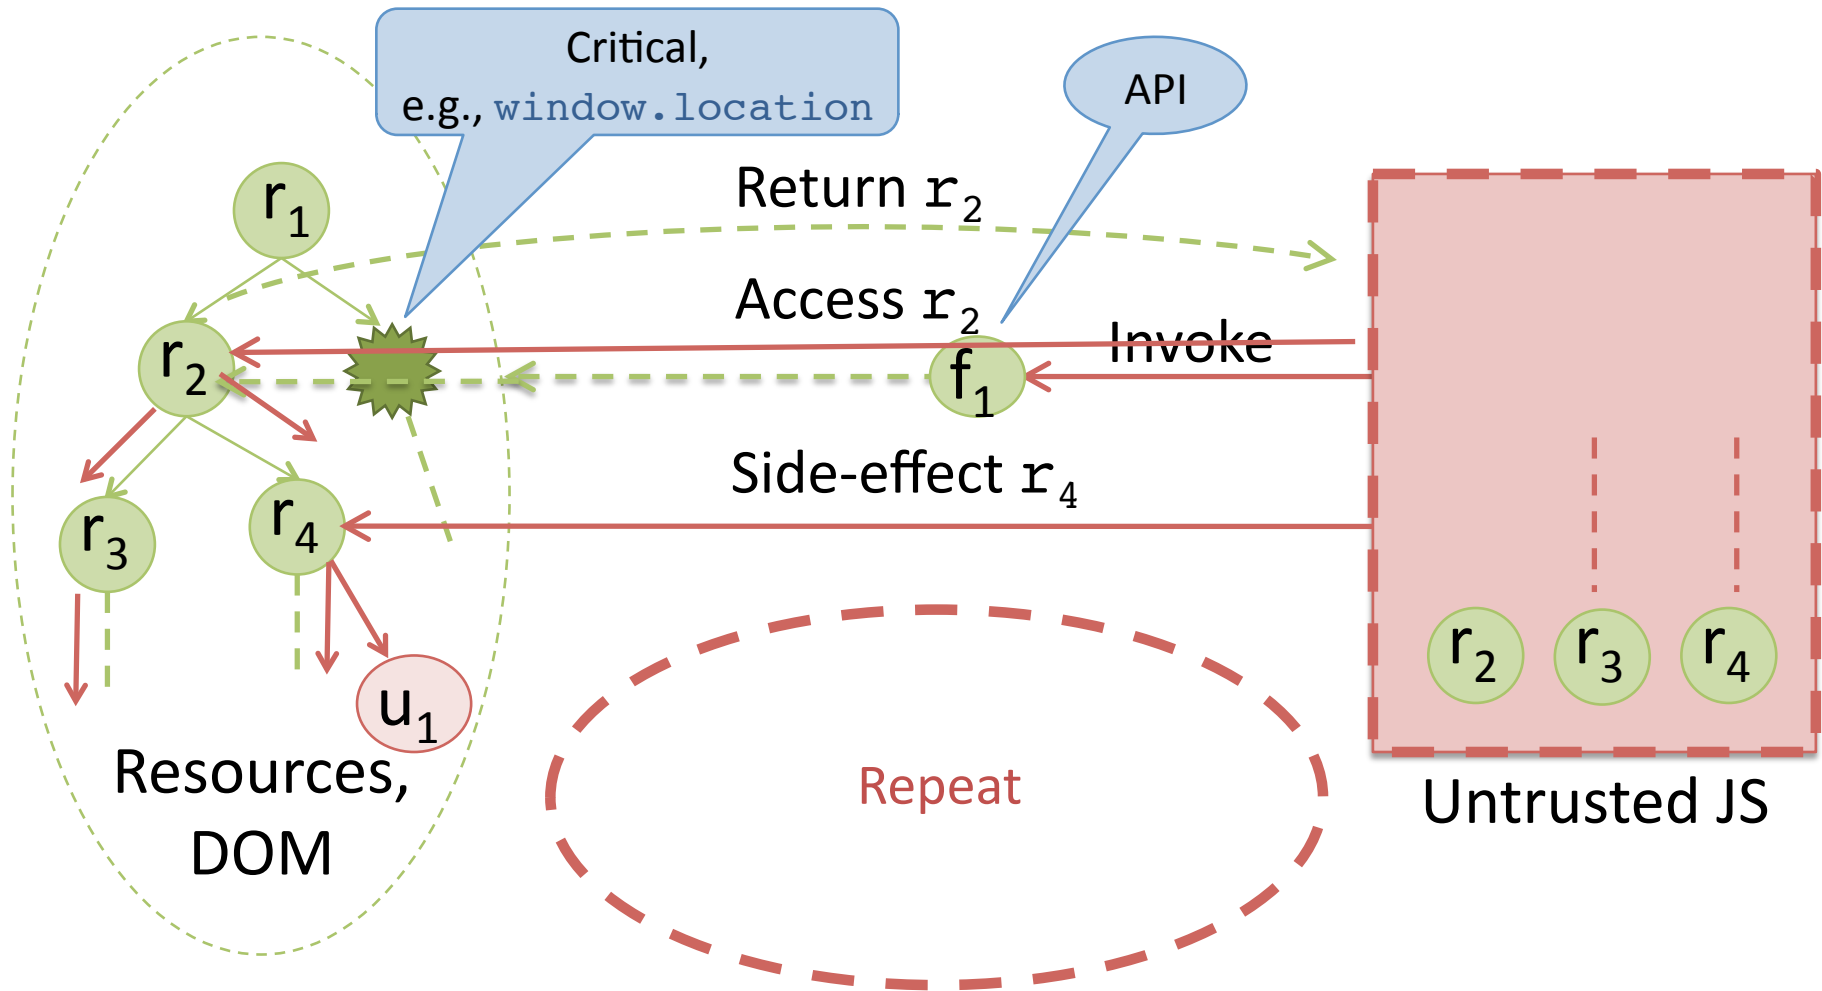 Critical,
e.g., window.location
API
r1
Return r2
Access r2
Invoke
r2
f1
Side-effect r4
r3
r4
r2
r3
r4
u1
Resources,
DOM
Repeat
Untrusted JS